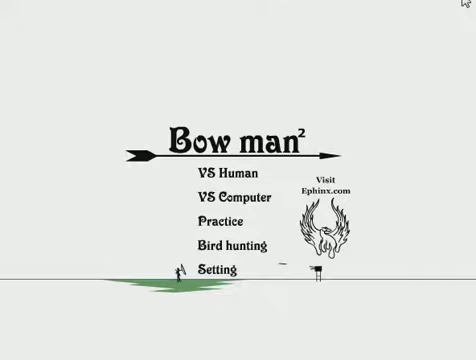 Bow man²
VS Human
VS Computer
Practice
Bird hunting
Setting
Visit
Ephinx.com